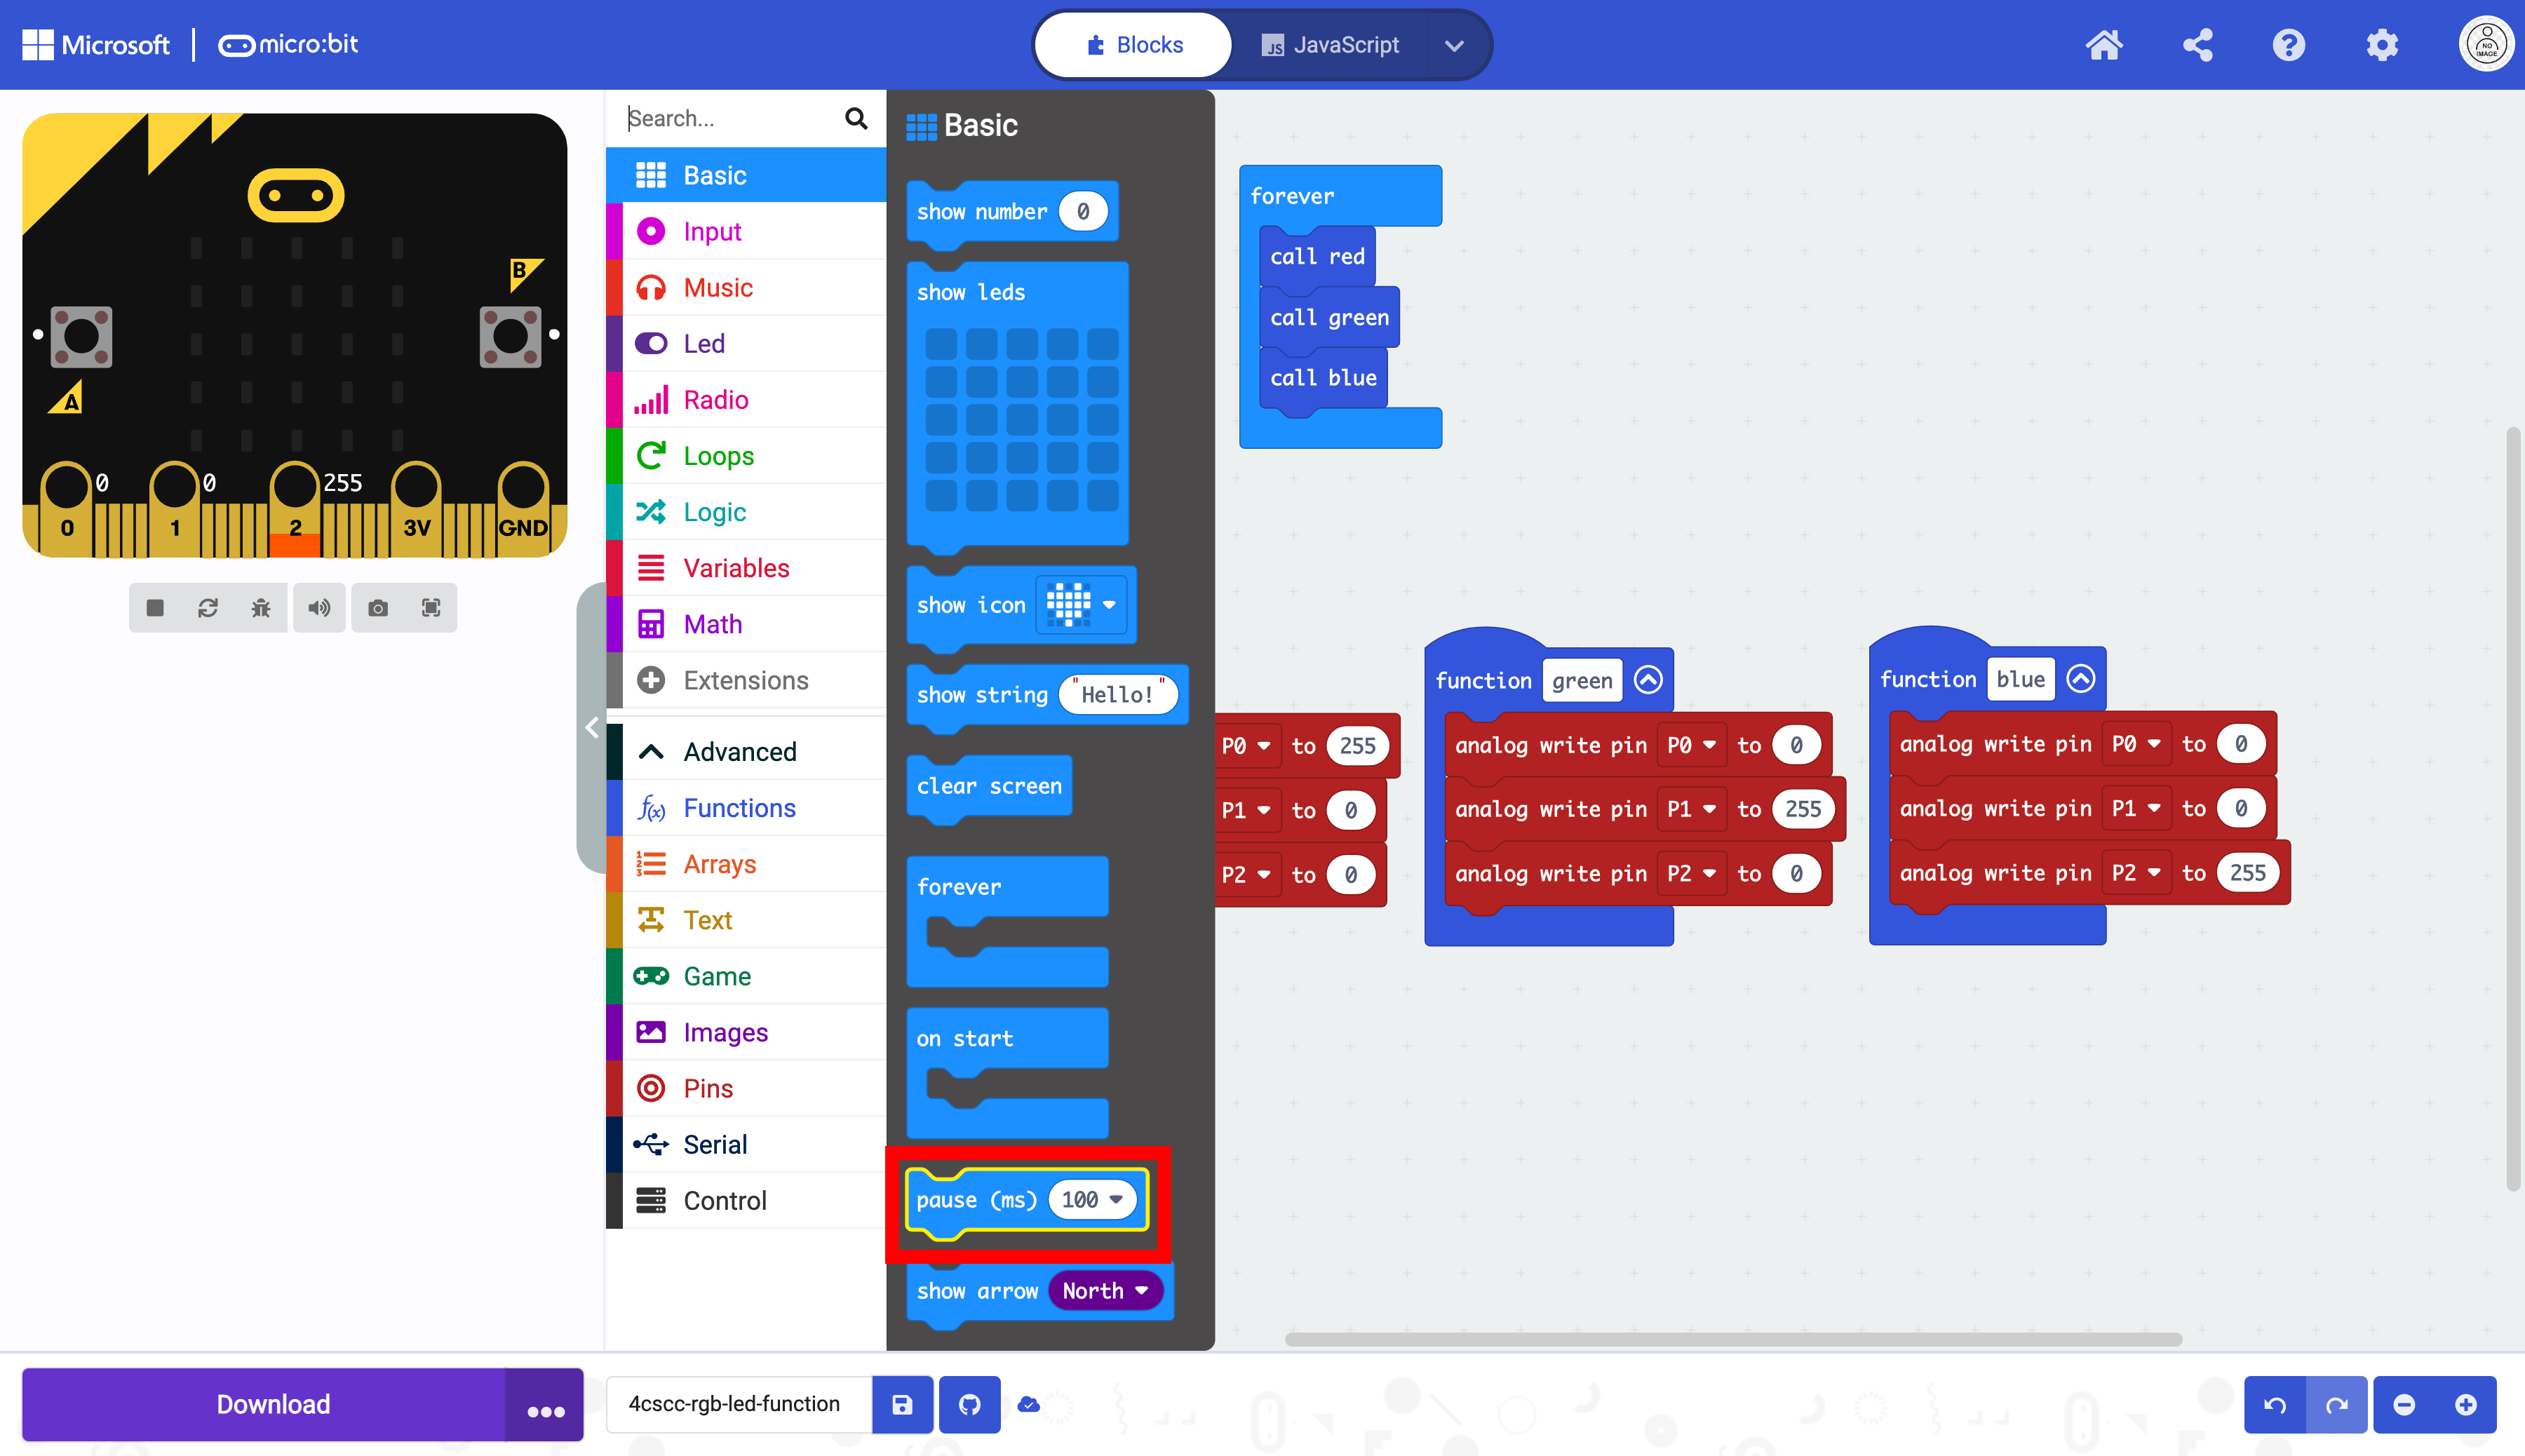 Microsoft | micro:bit
Blocks
JavaScript
NO
IMAGE
B
A
0
0
255
0 1 2 3V GND
Search...
Basic
Input
Music
Led
Radio
Loops
Logic
Variables
Math
Extensions
Advanced
Functions
Arrays
Text
Game
Images
Pins
Serial
Control
Basic
show number 0
show leds
show icon
show string "Hello!"
clear screen
forever
on start
pause (ms) 100
show arrow North
forever
call red
call green
call blue
P0 to 255
P1 to 0
P2 to 0
function green
analog write pin P0 to 0
analog write pin P1 to 255
analog write pin P2 to 0
function blue
analog write pin P0 to 0
analog write pin P1 to 0
analog write pin P2 to 255
Download
4cscc-rgb-led-function